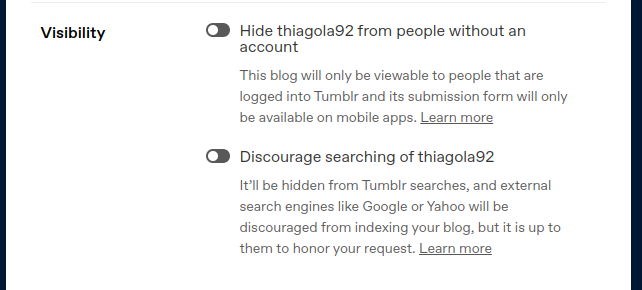 Visibility
Hide thiagola92 from people without an
account
This blog will only be viewable to people that are
logged into Tumblr and its submission form will only
be available on mobile apps. Learn more
Discourage searching of thiagola92
It’ll be hidden from Tumblr searches, and external
search engines like Google or Yahoo will be
discouraged from indexing your blog, but it is up to
them to honor your request. Learn more